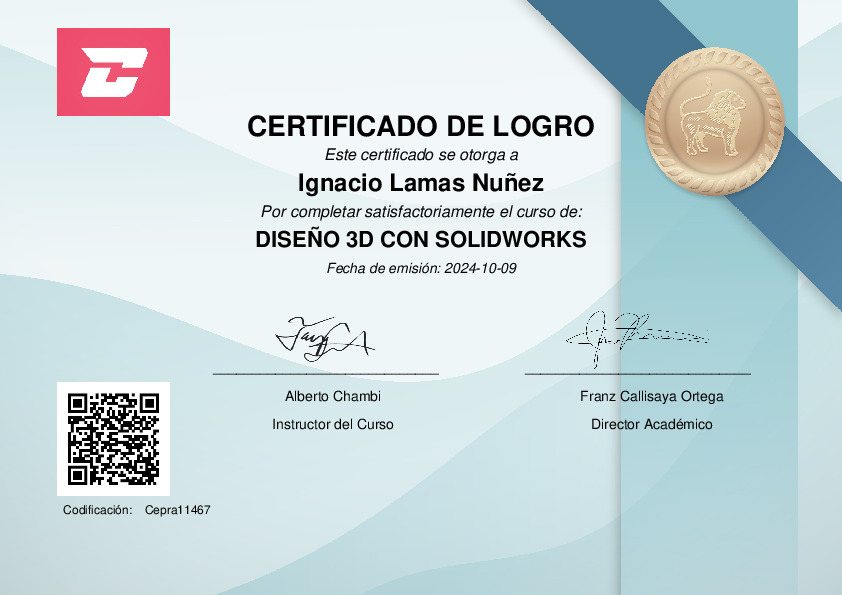 CERTIFICADO DE LOGRO
Este certificado se otorga a
Ignacio Lamas Nuñez
Por completar satisfactoriamente el curso de:
DISEÑO 3D CON SOLIDWORKS
Fecha de emisión: 2024-10-09
Alberto Chambi
Instructor del Curso
Franz Callisaya Ortega
Director Académico
Codificación: Cepra11467